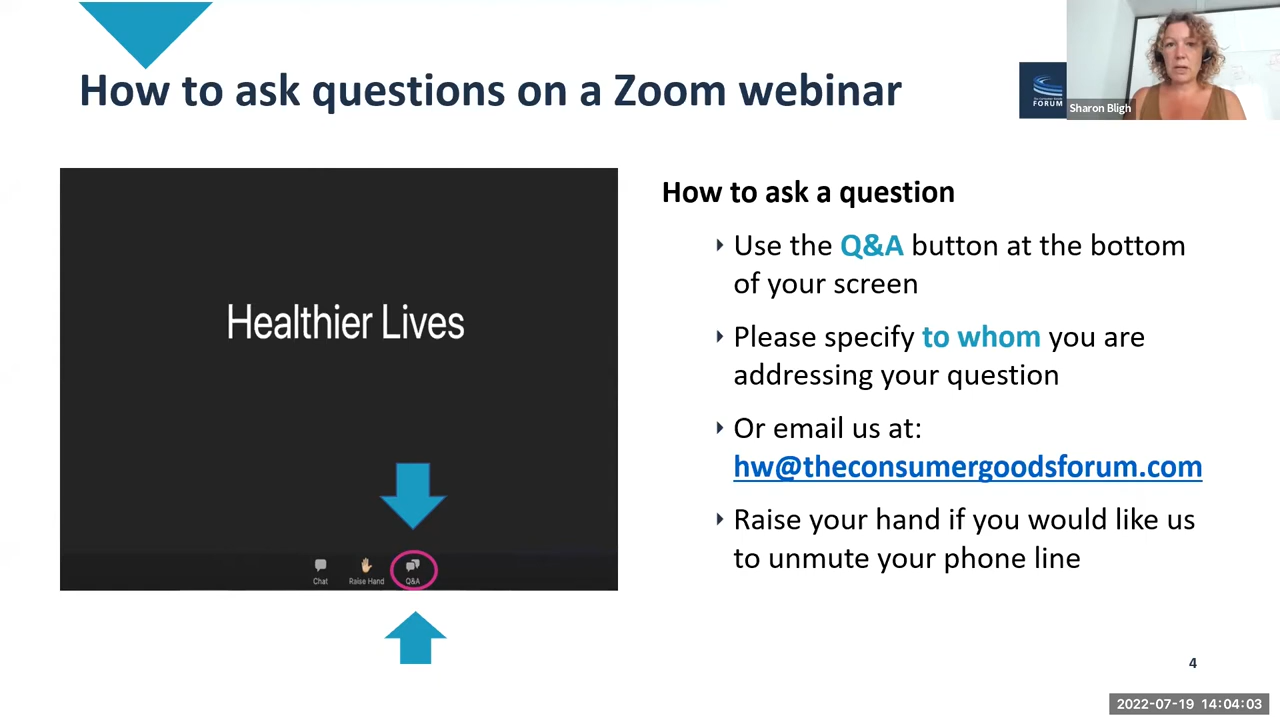 How to ask questions on a Zoom webinar
FORUM
Sharon Bligh
Healthier Lives
Chat
Raise Hand
Q&A
How to ask a question
Use the Q&A button at the bottom
of your screen
Please specify to whom you are
addressing your question
Or email us at:
hw@theconsumergoodsforum.com
Raise your hand if you would like us
to unmute your phone line
4
2022-07-19 14:04:03